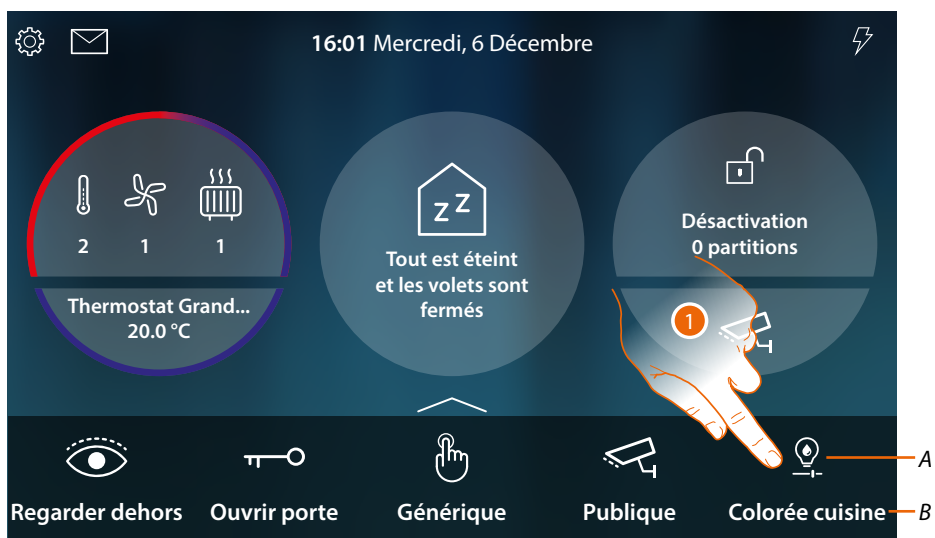 16:01 Mercredi, 6 Décembre
2 1 1
Thermostat Grand...
20.0 °C
z Z
Tout est éteint
et les volets sont
fermés
Désactivation
0 partitions
1
Regarder dehors Ouvrir porte Générique Publique Colorée cuisine
A
B